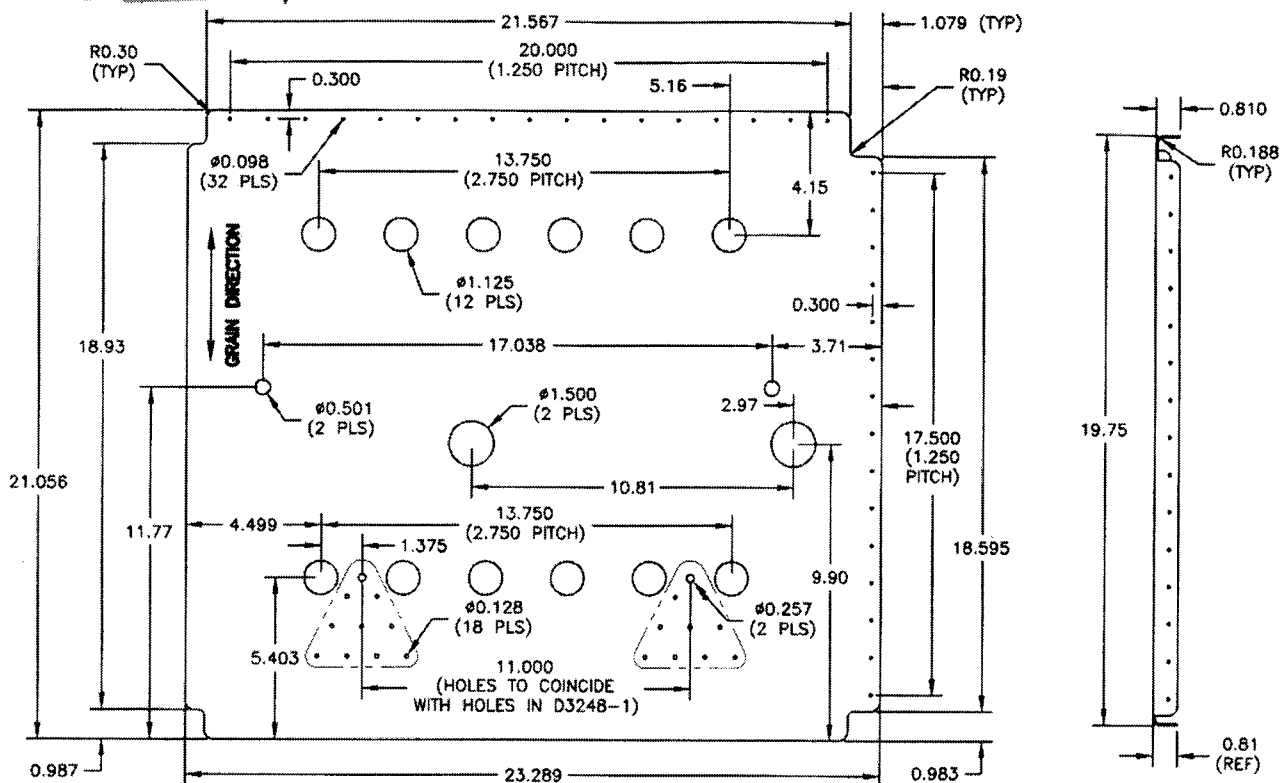 21.567
1.079 (TYP)
R0.30
(TYP)
20.000
(1.250 PITCH)
0.300
5.16
R0.19
(TYP)
0.810
ø0.098
(32 PLS)
13.750
(2.750 PITCH)
4.15
R0.188
(TYP)
GRAIN DIRECTION
ø1.125
(12 PLS)
0.300
18.93
17.038
3.71
ø0.501
(2 PLS)
ø1.500
(2 PLS)
2.97
19.75
17.500
(1.250
PITCH)
21.056
10.81
11.77
4.499
13.750
(2.750 PITCH)
18.595
1.375
9.90
ø0.128
(18 PLS)
ø0.257
(2 PLS)
5.403
11.000
(HOLES TO COINCIDE
WITH HOLES IN D3248-1)
0.987
23.289
0.983
0.81
(REF)